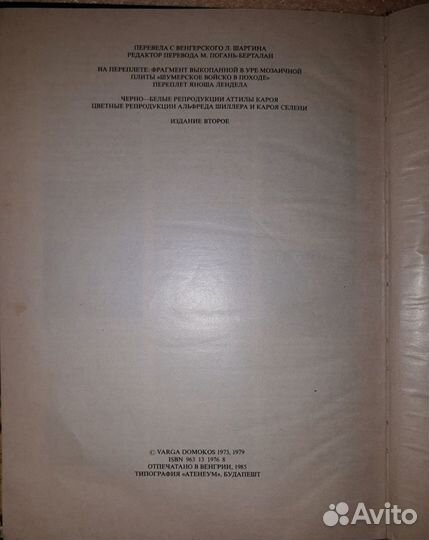 ПЕРЕВЕЛА С ВЕНГЕРСКОГО Л. ШАРГИНА
РЕДАКТОР ПЕРЕВОДА М. ПОГАНЬ-БЕРТАЛАН
НА ПЕРЕПЛЕТЕ: ФРАГМЕНТ ВЫКОПАННОЙ В УРЕ МОЗАИЧНОЙ
ПЛИТЫ «ШУМЕРСКОЕ ВОЙСКО В ПОХОДЕ»
ПЕРЕПЛЕТ ЯНОША ЛЕНДЕЛА
ЧЕРНО—БЕЛЫЕ РЕПРОДУКЦИИ АТТИЛЫ КАРОЯ
ЦВЕТНЫЕ РЕПРОДУКЦИИ АЛЬФРЕДА ШИЛЛЕРА И КАРОЯ СЕЛЕНИ
ИЗДАНИЕ ВТОРОЕ
© VARGA DOMOKOS 1973, 1979
ISBN 963 13 1976 8
ОТПЕЧАТАНО В ВЕНГРИИ, 1985
ТИПОГРАФИЯ «АТЕНЕУМ», БУДАПЕШТ
Avito